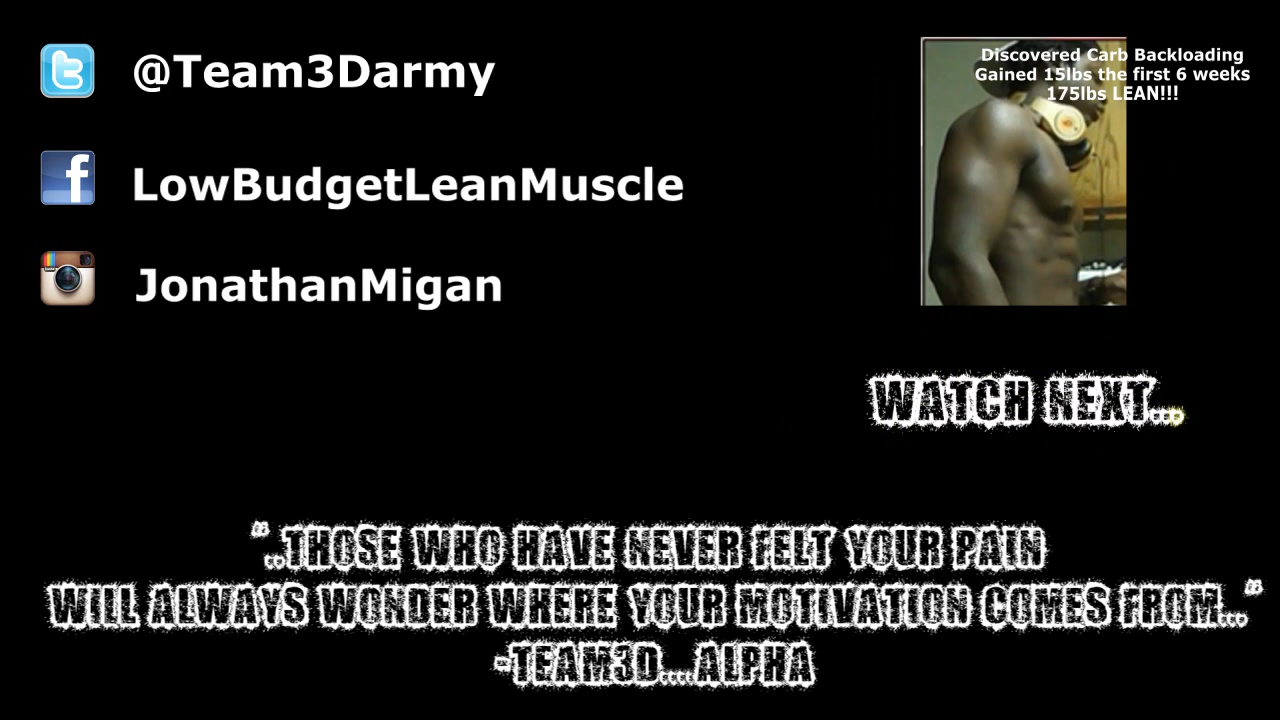 @Team3Darmy
LowBudgetLeanMuscle
JonathanMigan
Discovered Carb Backloading
Gained 15lbs the first 6 weeks
175lbs LEAN!!!
WATCH NEXT...
"..THOSE WHO HAVE NEVER FELT YOUR PAIN
WILL ALWAYS WONDER WHERE YOUR MOTIVATION COMES FROM..."
-TEAM3D....ALPHA